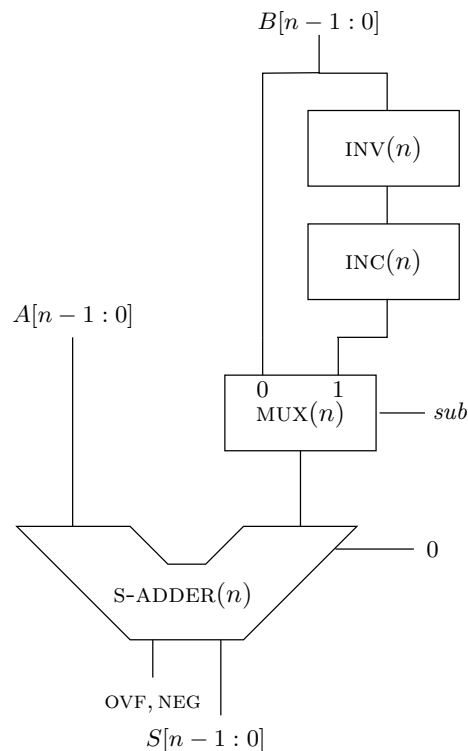 B[n − 1 : 0]
INV(n)
INC(n)
A[n − 1 : 0]
0 1
MUX(n)
sub
0
S-ADDER(n)
OVF, NEG
S[n − 1 : 0]